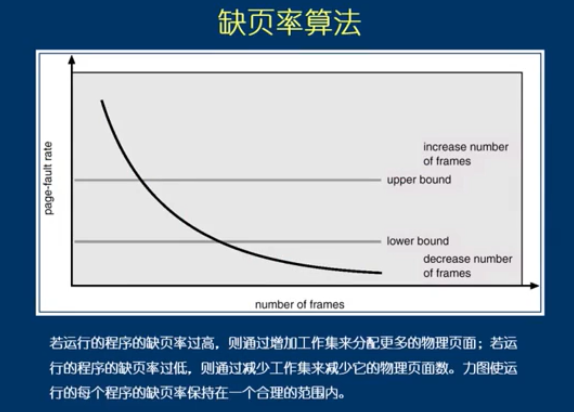 缺页率算法
page-fault rate
increase number
of frames
upper bound
lower bound
decrease number
of frames
number of frames
若运行的程序的缺页率过高，则通过增加工作集来分配更多的物理页面；若运
行的程序的缺页率过低，则通过减少工作集来减少它的物理页面数。力图使运
行的每个程序的缺页率保持在一个合理的范围内。